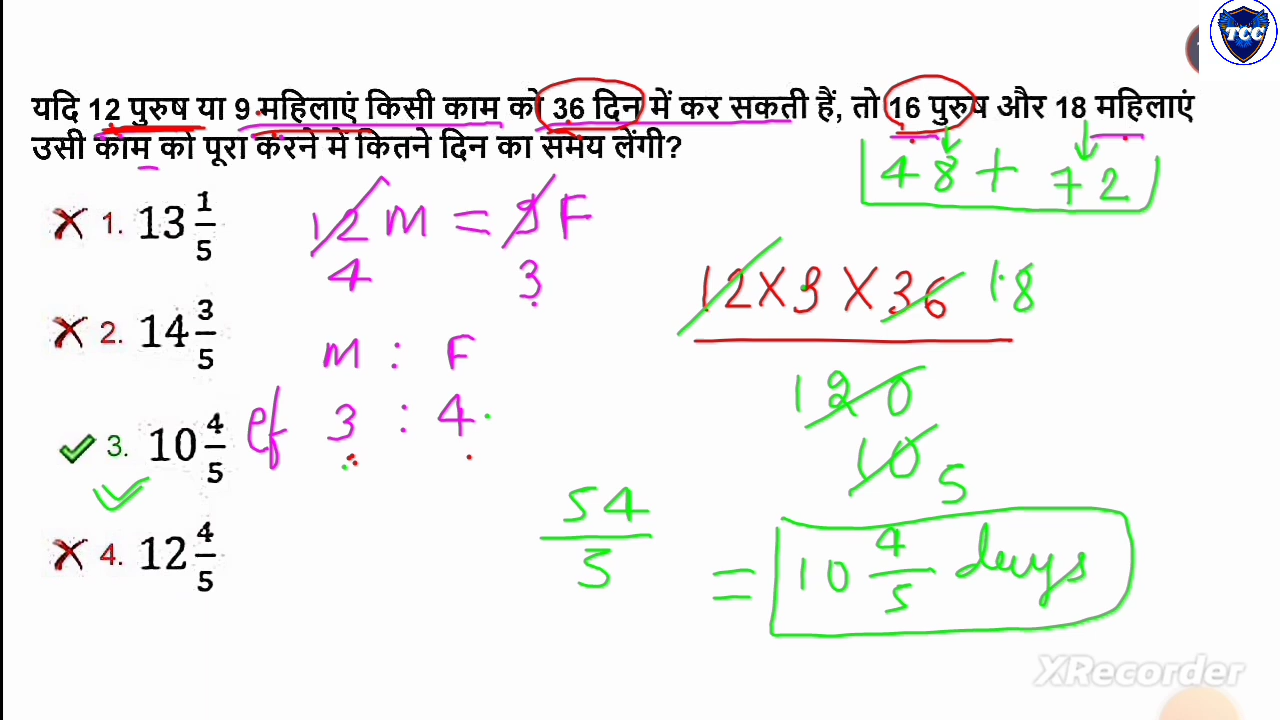 TCC
यदि 12 पुरुष या 9 महिलाएं किसी काम को 36 दिन में कर सकती हैं, तो 16 पुरुष और 18 महिलाएं
उसी काम को पूरा करने में कितने दिन का समय लेंगी?
48 + 72
1. 13 1/5
12 M = 9 F
4 3
12 × 3 × 36 18
2. 14 3/5
M : F
120
3. 10 4/5
ef 3 : 4
10 5
54/5
= 10 4/5 days
4. 12 4/5
XRecorder